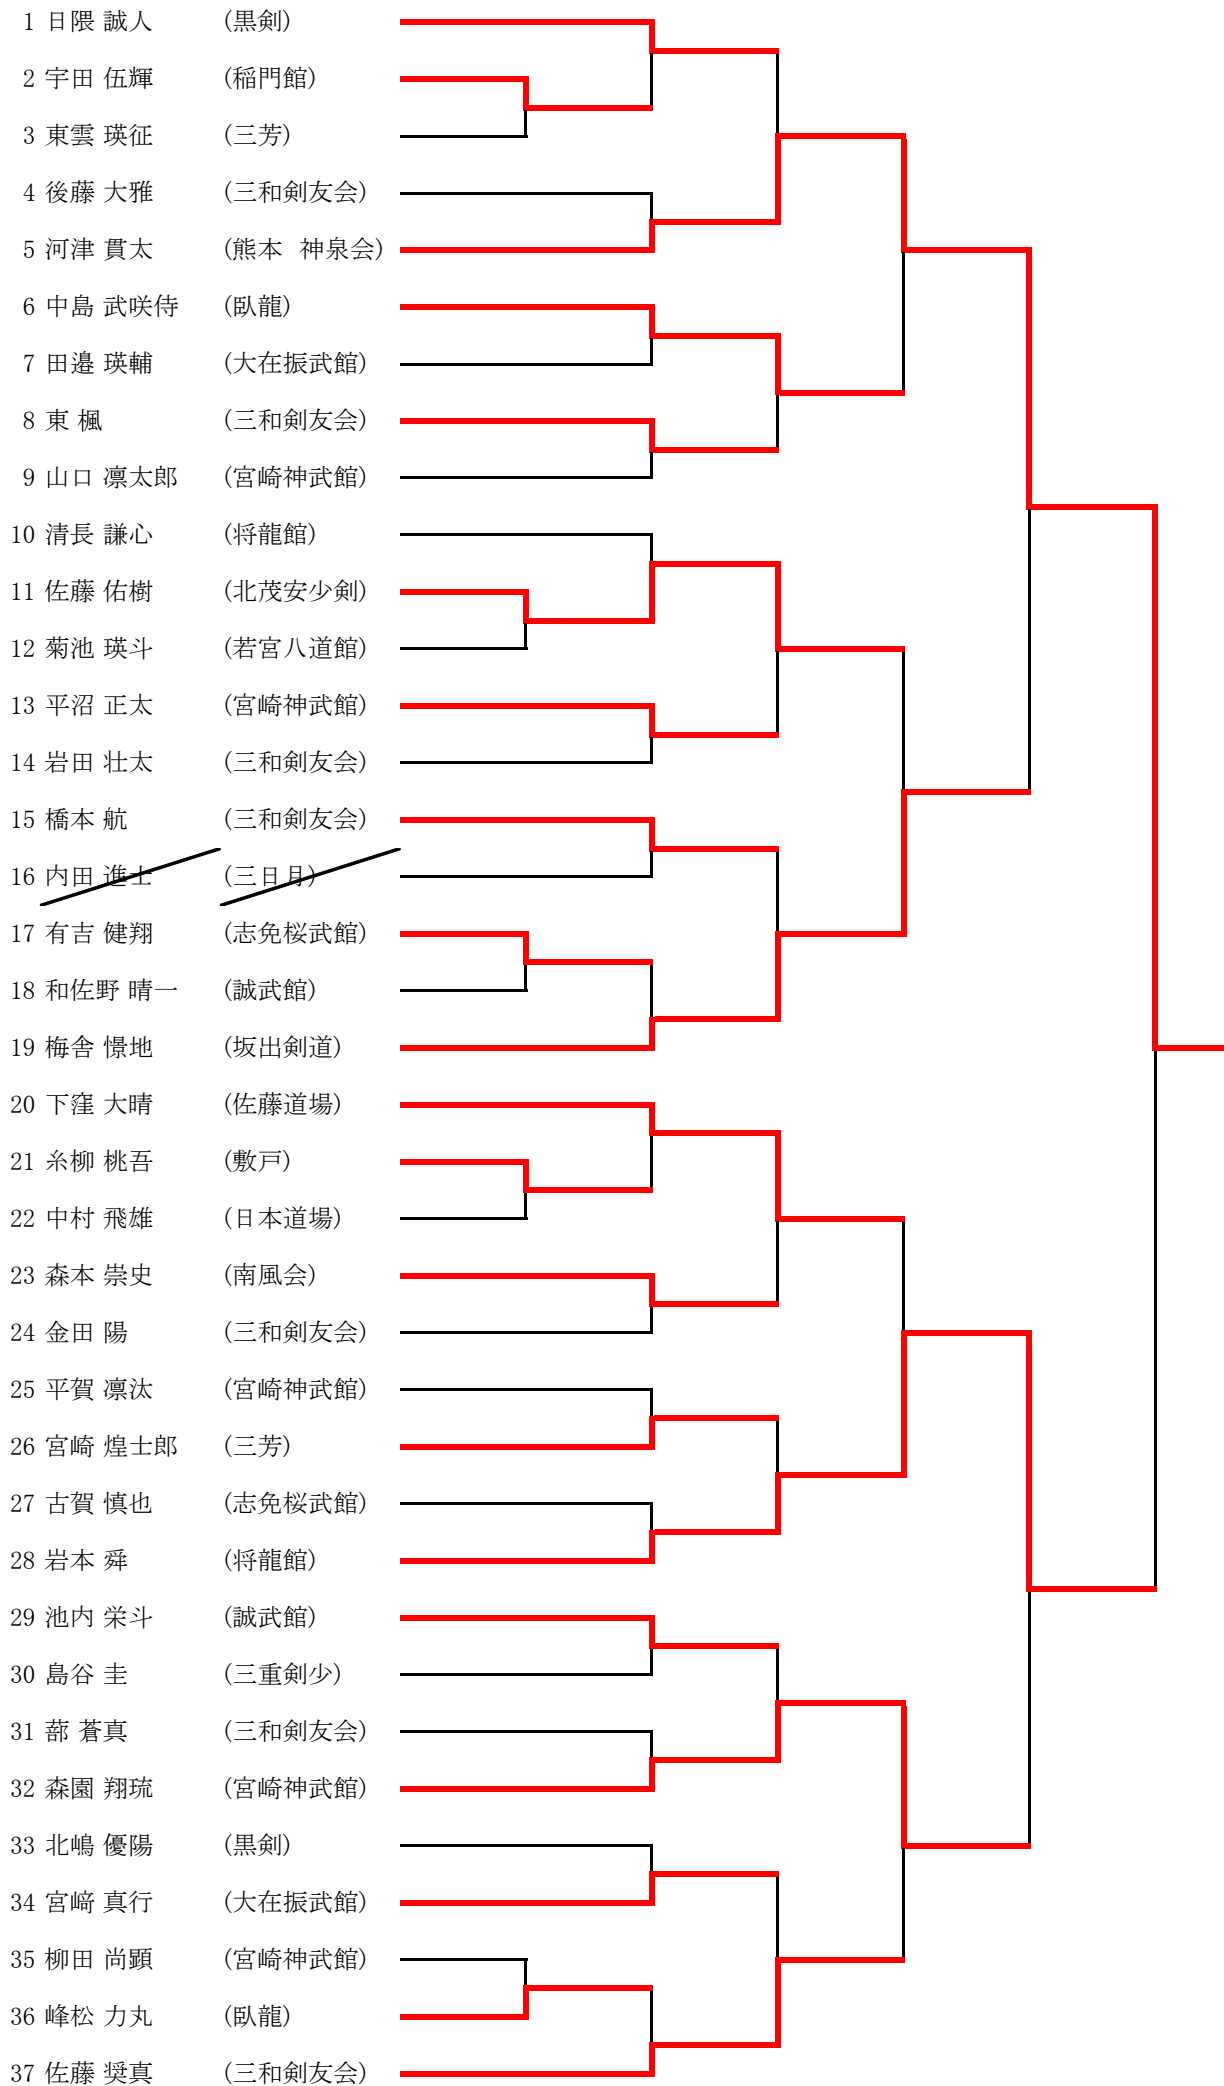 1 日隈 誠人 (黒剣)
2 宇田 伍輝 (稲門館)
3 東雲 瑛征 (三芳)
4 後藤 大雅 (三和剣友会)
5 河津 貫太 (熊本 神泉会)
6 中島 武咲侍 (臥龍)
7 田邉 瑛輔 (大在振武館)
8 東 楓 (三和剣友会)
9 山口 凛太郎 (宮崎神武館)
10 清長 謙心 (将龍館)
11 佐藤 佑樹 (北茂安少剣)
12 菊池 瑛斗 (若宮八道館)
13 平沼 正太 (宮崎神武館)
14 岩田 壮太 (三和剣友会)
15 橋本 航 (三和剣友会)
16 内田 進士 (三日月)
17 有吉 健翔 (志免桜武館)
18 和佐野 晴一 (誠武館)
19 梅舎 憬地 (坂出剣道)
20 下窪 大晴 (佐藤道場)
21 糸柳 桃吾 (敷戸)
22 中村 飛雄 (日本道場)
23 森本 崇史 (南風会)
24 金田 陽 (三和剣友会)
25 平賀 凛汰 (宮崎神武館)
26 宮崎 煌士郎 (三芳)
27 古賀 慎也 (志免桜武館)
28 岩本 舜 (将龍館)
29 池内 栄斗 (誠武館)
30 島谷 圭 (三重剣少)
31 蔀 蒼真 (三和剣友会)
32 森園 翔琉 (宮崎神武館)
33 北嶋 優陽 (黒剣)
34 宮﨑 真行 (大在振武館)
35 柳田 尚顕 (宮崎神武館)
36 峰松 力丸 (臥龍)
37 佐藤 奨真 (三和剣友会)